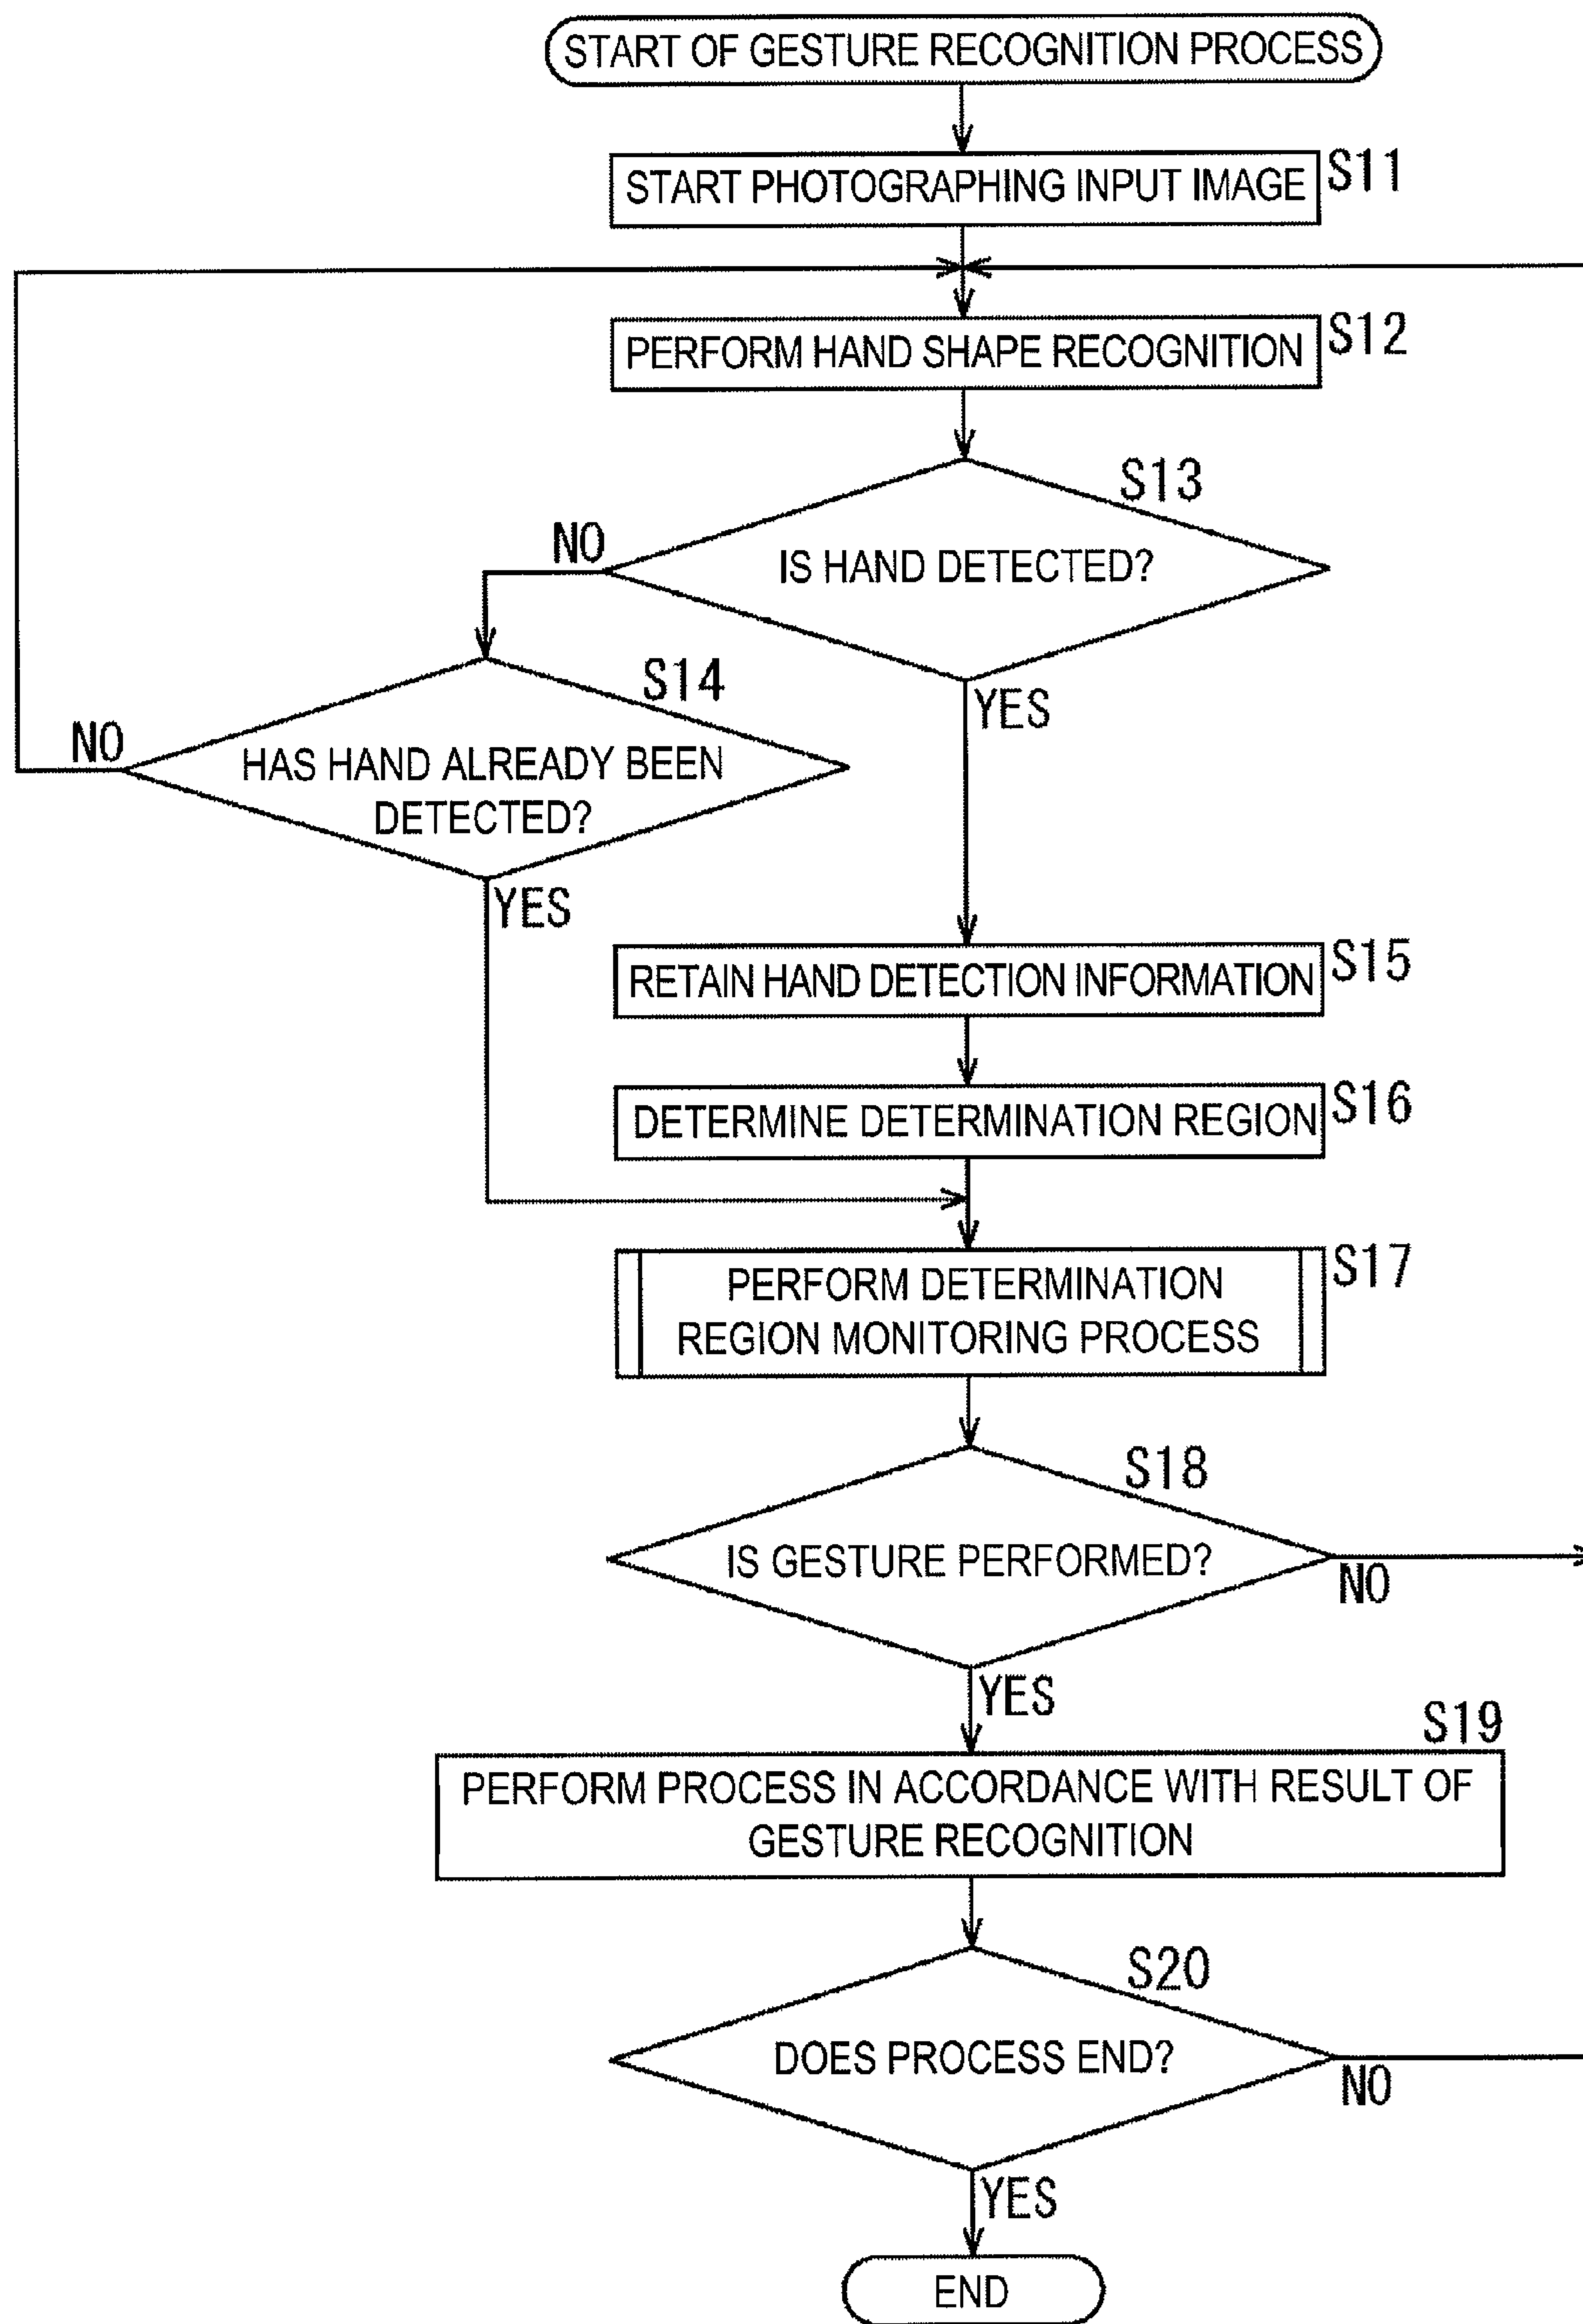 START OF GESTURE RECOGNITION PROCESS
START PHOTOGRAPHING INPUT IMAGE
S11
PERFORM HAND SHAPE RECOGNITION
S12
S13
NO
IS HAND DETECTED?
YES
S14
NO
HAS HAND ALREADY BEEN
DETECTED?
YES
RETAIN HAND DETECTION INFORMATION
S15
DETERMINE DETERMINATION REGION
S16
PERFORM DETERMINATION
REGION MONITORING PROCESS
S17
S18
IS GESTURE PERFORMED?
NO
YES
S19
PERFORM PROCESS IN ACCORDANCE WITH RESULT OF
GESTURE RECOGNITION
S20
DOES PROCESS END?
NO
YES
END